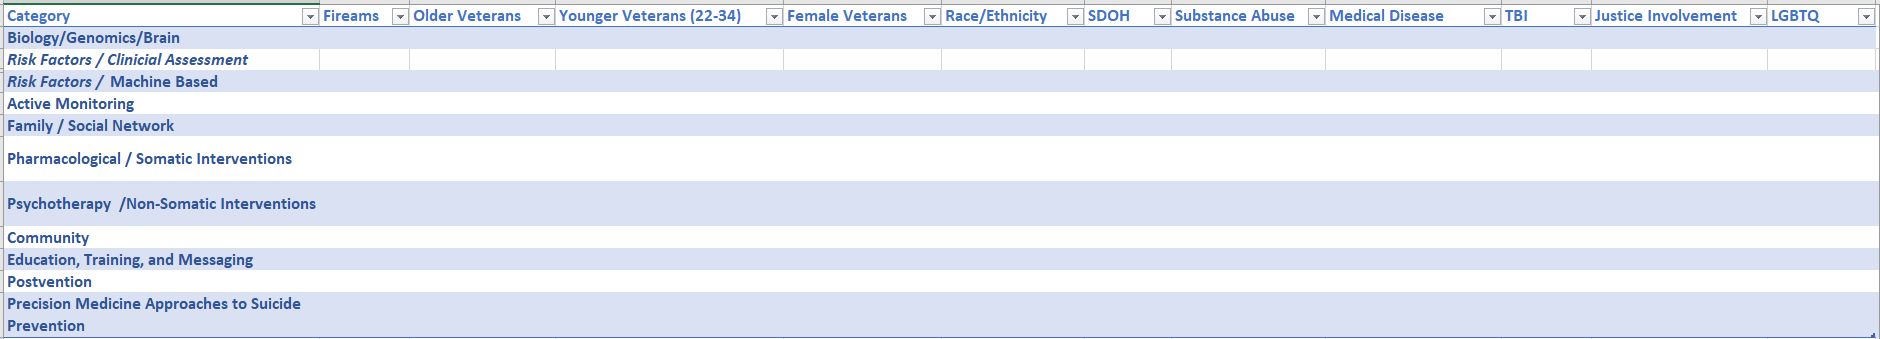 Category Fireams Older Veterans Younger Veterans (22-34) Female Veterans Race/Ethnicity SDOH Substance Abuse Medical Disease TBI Justice Involvement LGBTQ
Biology/Genomics/Brain
Risk Factors / Clinicial Assessment
Risk Factors / Machine Based
Active Monitoring
Family / Social Network
Pharmacological / Somatic Interventions
Psychotherapy /Non-Somatic Interventions
Community
Education, Training, and Messaging
Postvention
Precision Medicine Approaches to Suicide
Prevention